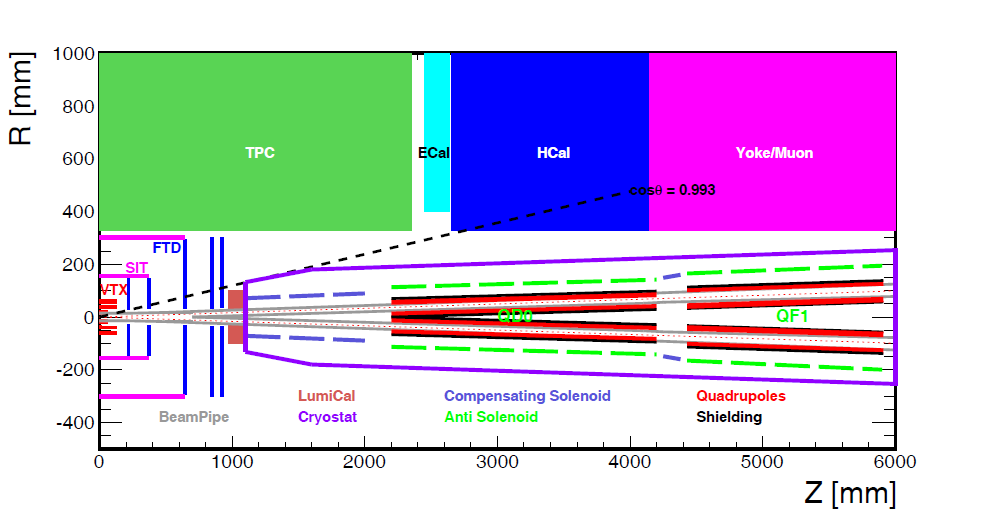 R [mm]
1000
800
600
400
200
0
-200
-400
TPC
ECal
HCal
Yoke/Muon
cosθ = 0.993
FTD
SIT
VTX
QD0
QF1
LumiCal
Compensating Solenoid
Quadrupoles
BeamPipe
Cryostat
Anti Solenoid
Shielding
0
1000
2000
3000
4000
5000
6000
Z [mm]